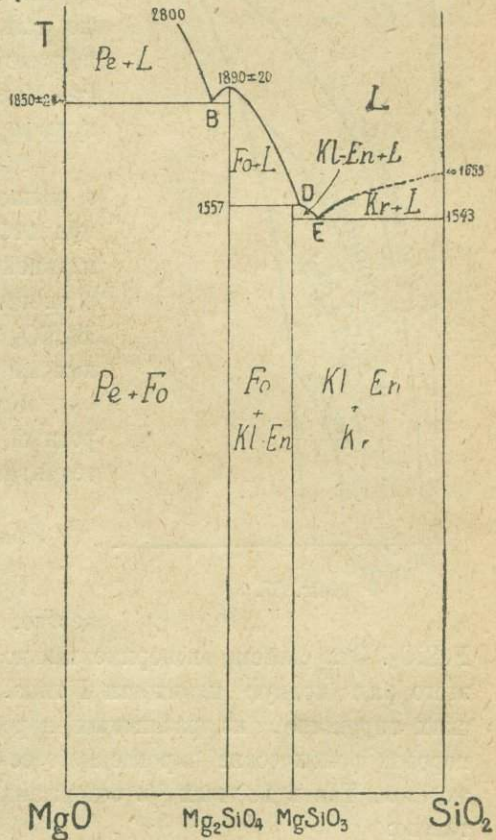 T
2800
Pe+L
1890±20
1850±20
B
L
Fo+L
Kl-En+L
D
Kr+L
1557
E
1543
Pe+Fo
Fo
+
Kl-En
Kl En
+
Kr
MgO
Mg₂SiO₄
MgSiO₃
SiO₂